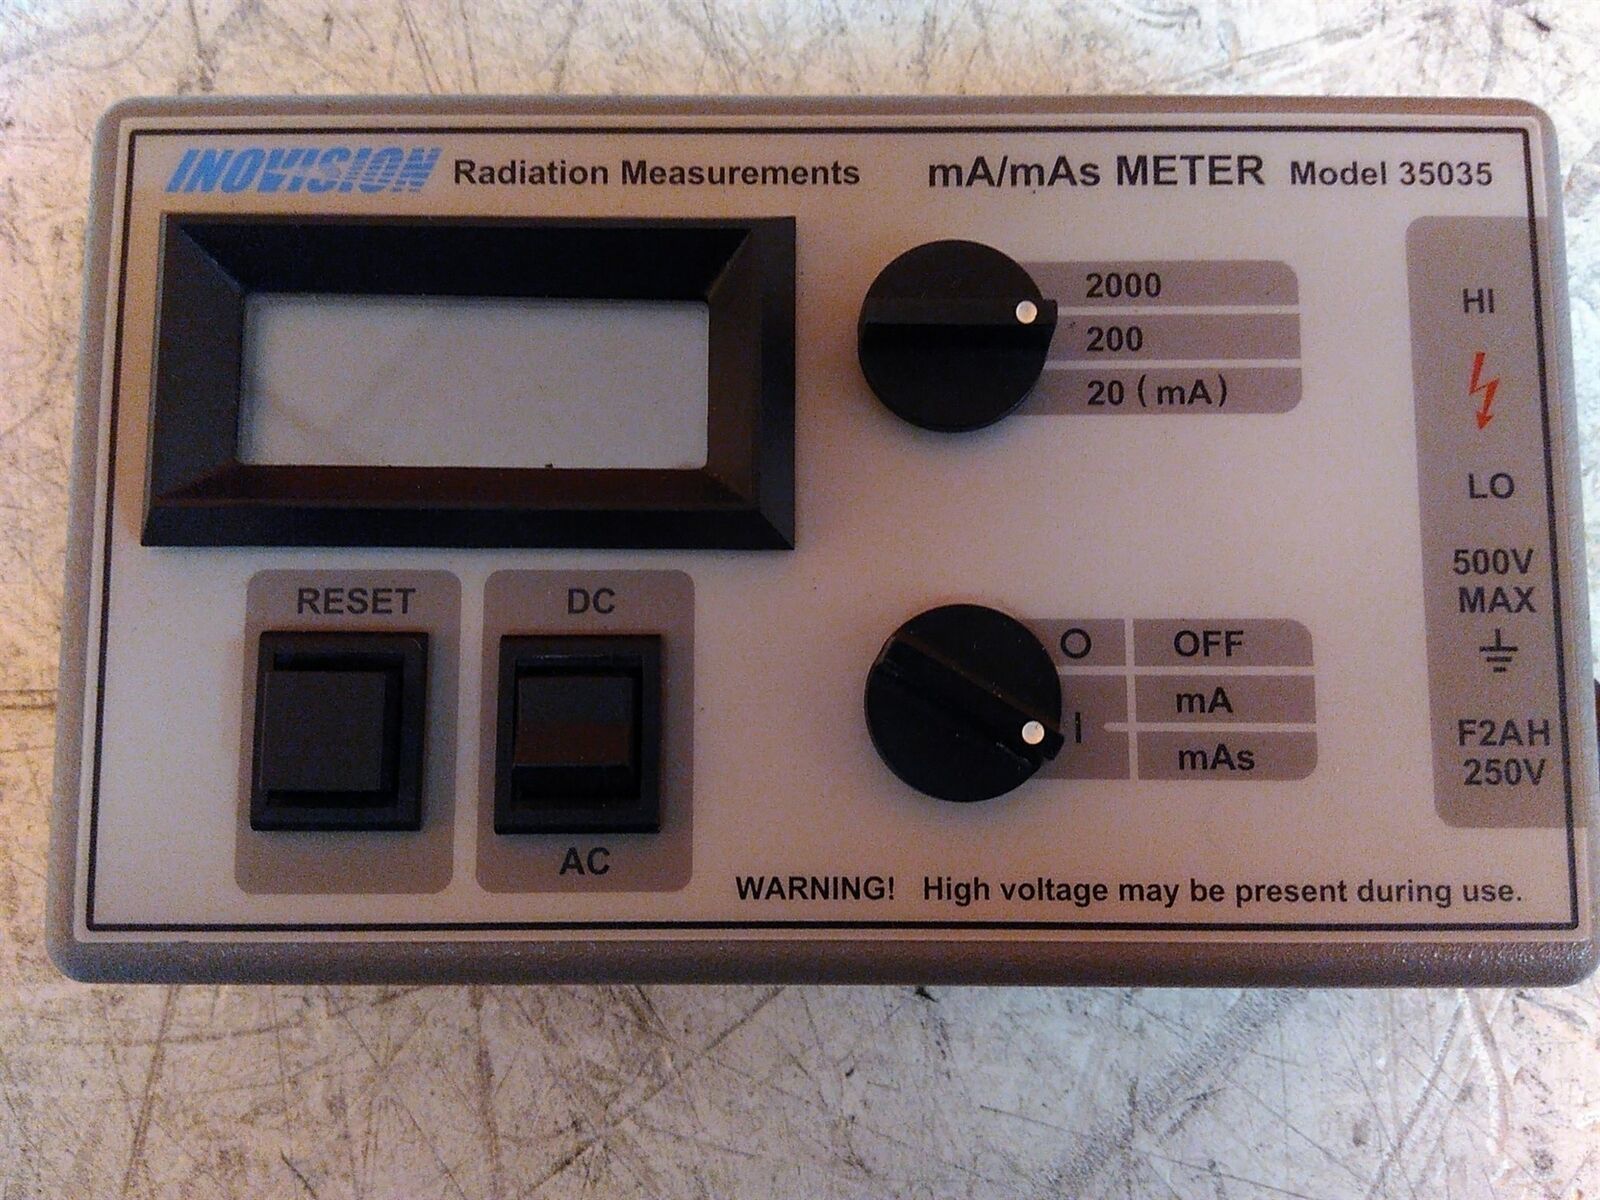 INOVISION Radiation Measurements mA/mAs METER Model 35035
2000
200
20 (mA)
HI
LO
500V
MAX
F2AH
250V
RESET
DC
AC
O OFF
I mA
mAs
WARNING! High voltage may be present during use.